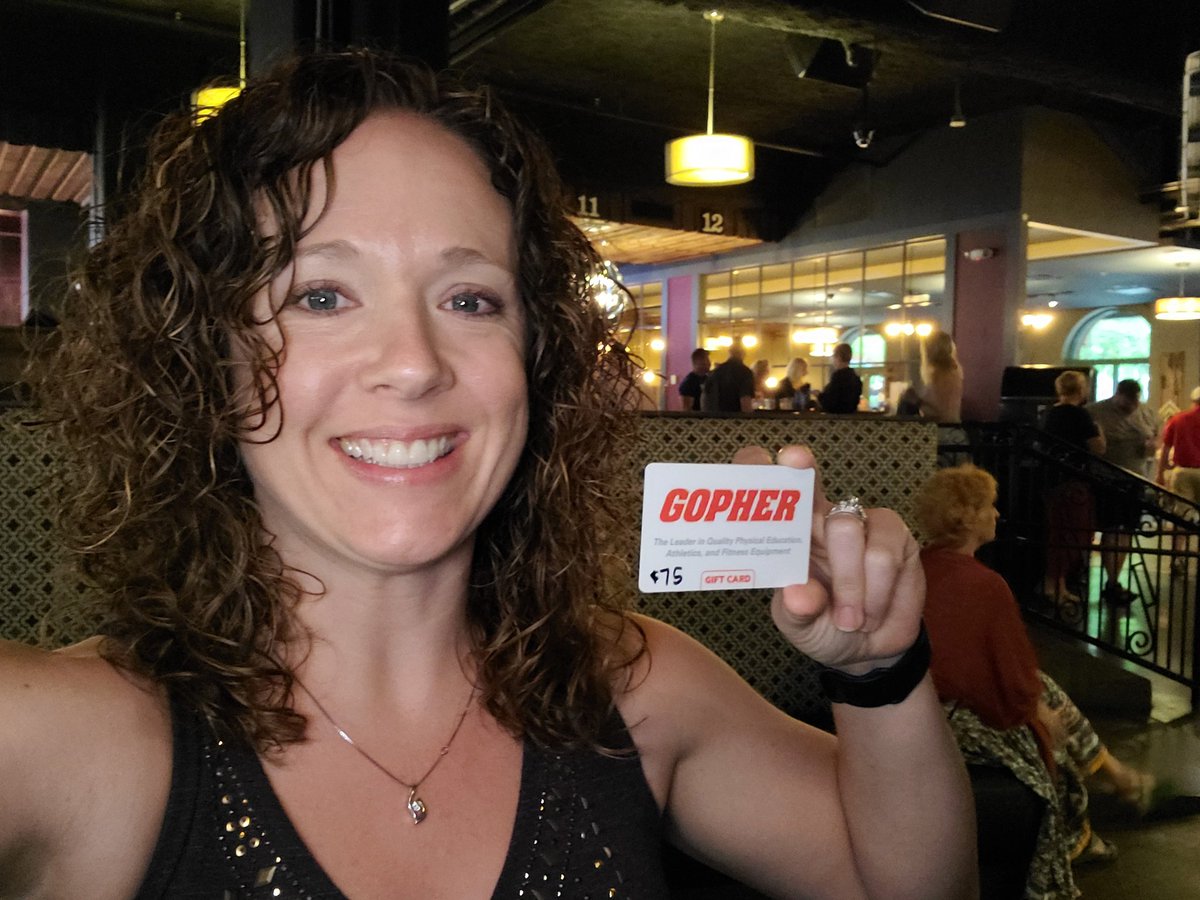 11
12
GOPHER
The Leader in Quality Physical Education,
Athletics, and Fitness Equipment
$75
GIFT CARD